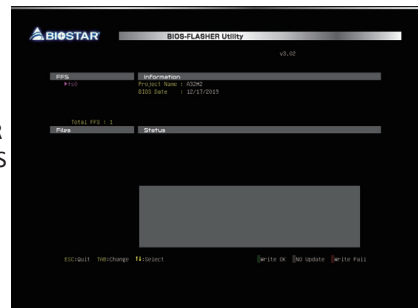 BIOSTAR
BIOS-FLASHER Utility
v3.02
FFS
Information
fs0
Project Name : A32M2
BIOS Date : 12/17/2019
Total FFS : 1
Files
Status
R
S
ESC:Quit TAB:Change ↑↓:Select
Write OK NO Update Write Fail